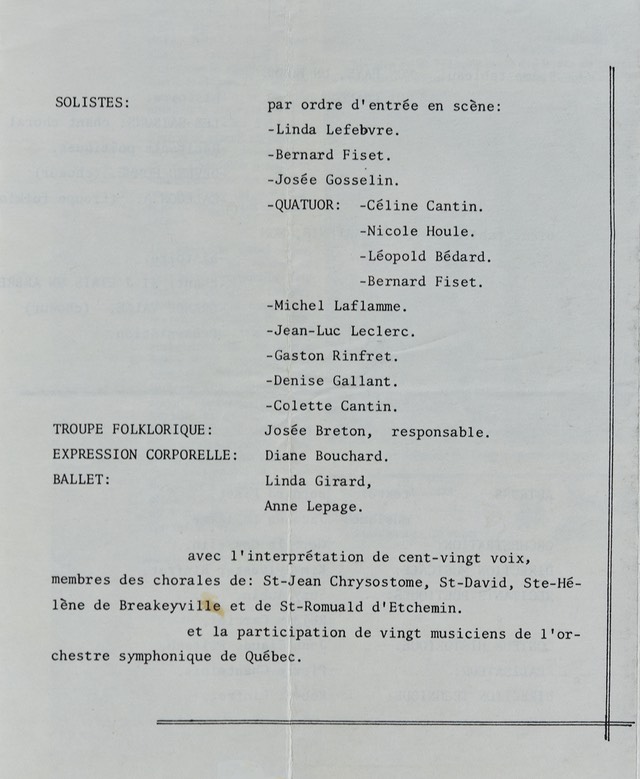 SOLISTES: par ordre d'entrée en scène:
-Linda Lefebvre.
-Bernard Fiset.
-Josée Gosselin.
-QUATUOR: -Céline Cantin.
-Nicole Houle.
-Léopold Bédard.
-Bernard Fiset.
-Michel Laflamme.
-Jean-Luc Leclerc.
-Gaston Rinfret.
-Denise Gallant.
-Colette Cantin.
TROUPE FOLKLORIQUE: Josée Breton, responsable.
EXPRESSION CORPORELLE: Diane Bouchard.
BALLET: Linda Girard,
Anne Lepage.
avec l'interprétation de cent-vingt voix,
membres des chorales de: St-Jean Chrysostome, St-David, Ste-Hé-
lène de Breakeyville et de St-Romuald d'Etchemin.
et la participation de vingt musiciens de l'or-
chestre symphonique de Québec.